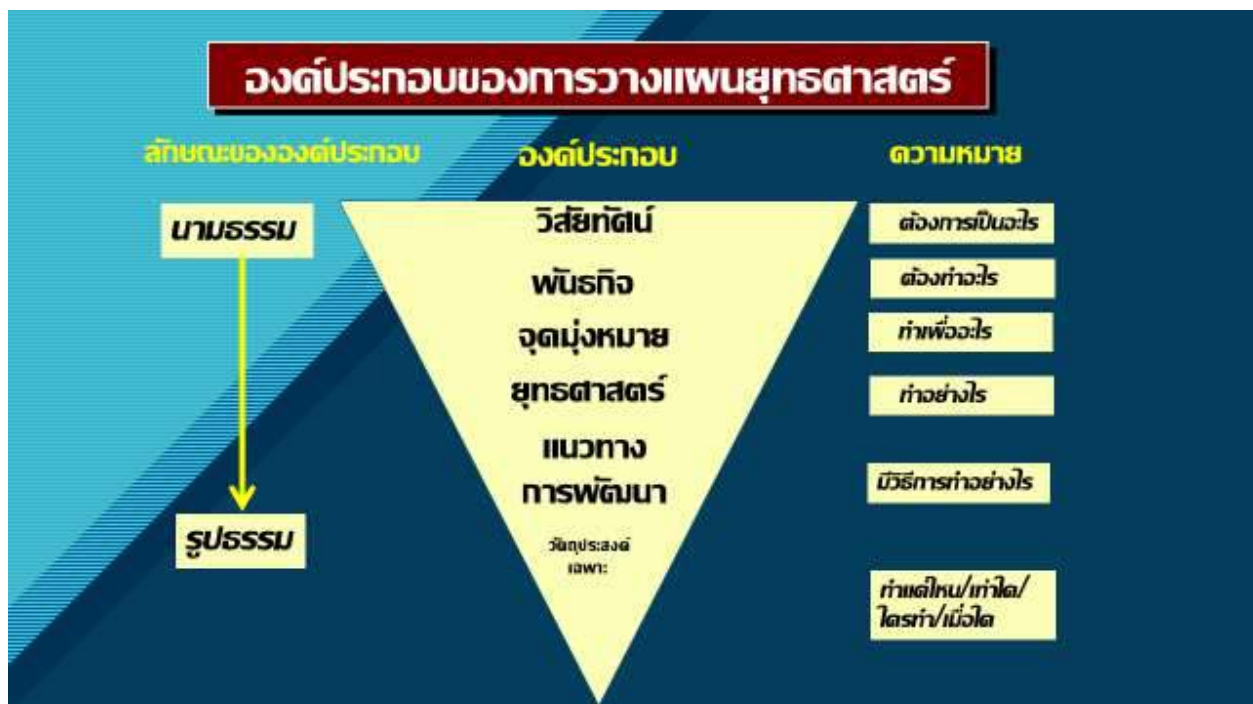 องค์ประกอบของการวางแผนยุทธศาสตร์
ลักษณะขององค์ประกอบ
องค์ประกอบ
ความหมาย
นามธรรม
วิสัยทัศน์
ต้องการเป็นอะไร
พันธกิจ
ต้องทำอะไร
จุดมุ่งหมาย
ทำเพื่ออะไร
ยุทธศาสตร์
ทำอย่างไร
แนวทาง
การพัฒนา
มีวิธีการทำอย่างไร
รูปธรรม
วัตถุประสงค์
เฉพาะ
ทำแค่ไหน/เท่าใด/
ใครทำ/เมื่อใด